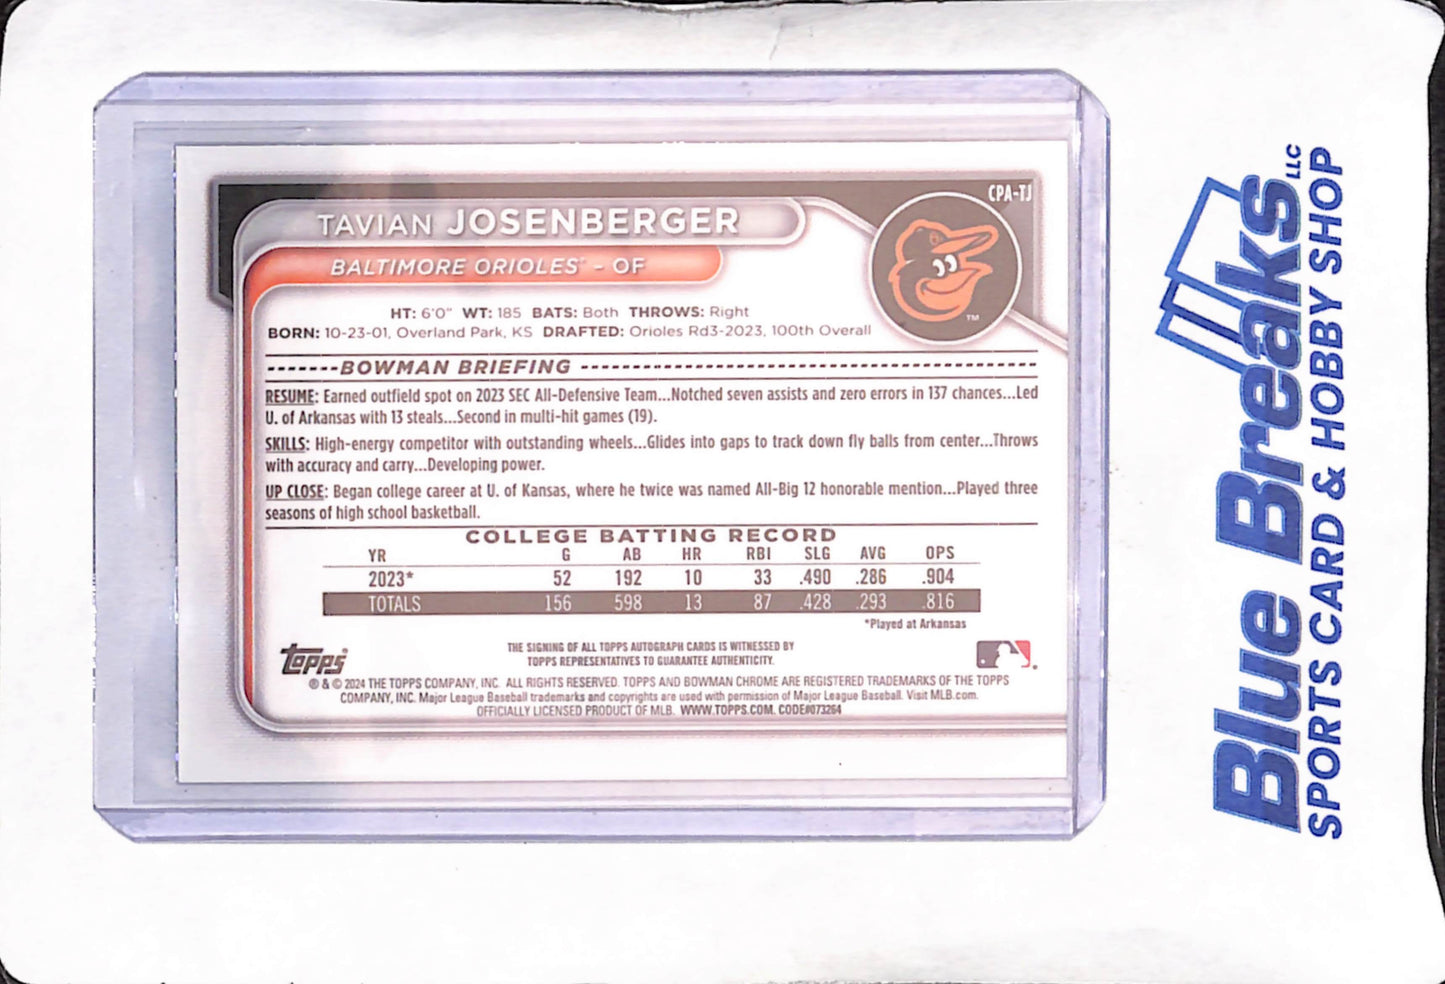 CPA-TJ
TAVIAN JOSENBERGER
BALTIMORE ORIOLES™ - OF
HT: 6'0" WT: 185 BATS: Both THROWS: Right
BORN: 10-23-01, Overland Park, KS DRAFTED: Orioles Rd3-2023, 100th Overall
BOWMAN BRIEFING
RESUME: Earned outfield spot on 2023 SEC All-Defensive Team...Notched seven assists and zero errors in 137 chances...Led
U. of Arkansas with 13 steals...Second in multi-hit games (19).
SKILLS: High-energy competitor with outstanding wheels...Glides into gaps to track down fly balls from center...Throws
with accuracy and carry...Developing power.
UP CLOSE: Began college career at U. of Kansas, where he twice was named All-Big 12 honorable mention...Played three
seasons of high school basketball.
COLLEGE BATTING RECORD
YR G AB HR RBI SLG AVG OPS
2023* 52 192 10 33 .490 .286 .904
TOTALS 156 598 13 87 .428 .293 .816
*Played at Arkansas
THE SIGNING OF ALL TOPPS AUTOGRAPH CARDS IS WITNESSED BY
TOPPS REPRESENTATIVES TO GUARANTEE AUTHENTICITY.
topps
® & © 2024 THE TOPPS COMPANY, INC. ALL RIGHTS RESERVED. TOPPS AND BOWMAN CHROME ARE REGISTERED TRADEMARKS OF THE TOPPS
COMPANY, INC. Major League Baseball trademarks and copyrights are used with permission of Major League Baseball. Visit MLB.com.
OFFICIALLY LICENSED PRODUCT OF MLB. WWW.TOPPS.COM. CODE#073264
Blue Breaks LLC
SPORTS CARD & HOBBY SHOP